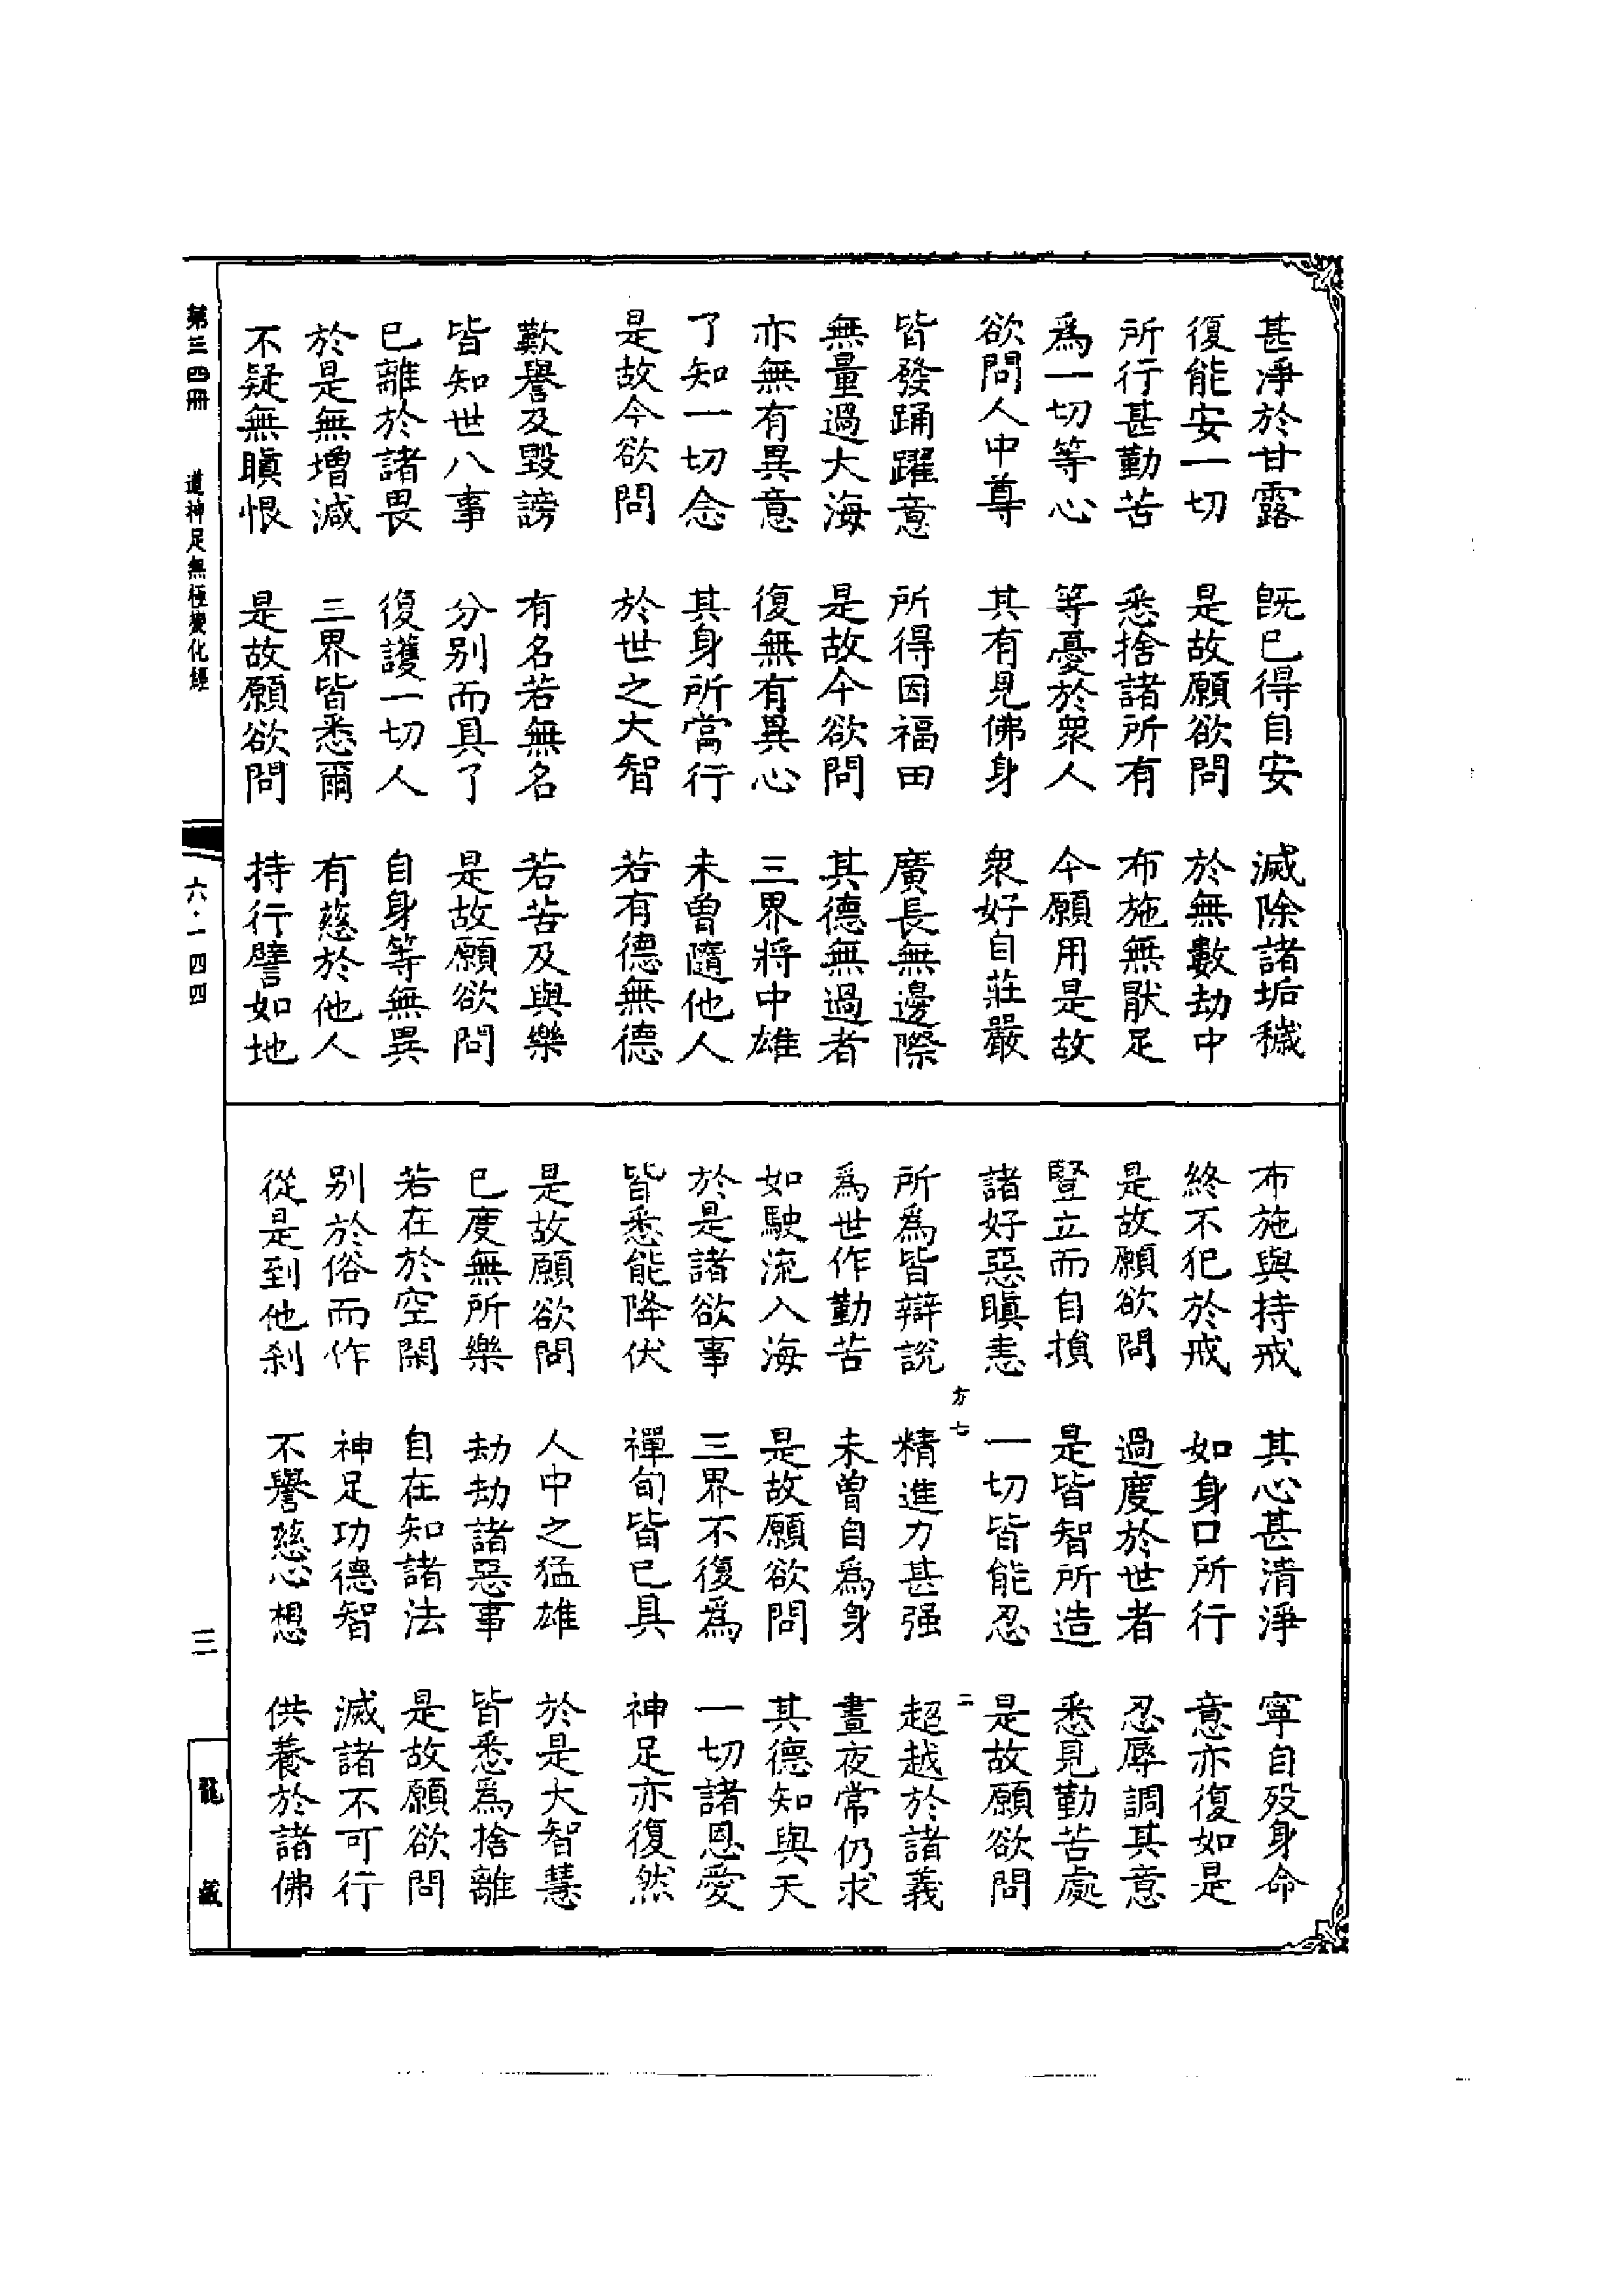 甚淨於甘露　既已得自安　滅除諸垢穢
復能安一切　是故願欲問　於無數劫中
所行甚勤苦　悉捨諸所有　布施無猒足
爲一切等心　等憂於衆人　今願用是故
欲問人中尊　其有見佛身　衆好自莊嚴
皆發踊躍意　所得因福田　廣長無邊際
無量過大海　是故今欲問　其德無過者
亦無有異意　復無有異心　三界將中雄
了知一切念　其身所當行　未曾隨他人
是故今欲問　於世之大智　若有德無德
歎譽及毀謗　有名若無名　若苦及與樂
皆知世八事　分別而具了　是故願欲問
已離於諸畏　復護一切人　自身等無異
於是無增減　三界皆悉爾　有慈於他人
不疑無瞋恨　是故願欲問　持行譬如地
布施與持戒　其心甚清淨　寧自歿身命
終不犯於戒　如身口所行　意亦復如是
是故願欲問　過度於世者　忍辱調其意
豎立而自損　是皆智所造　悉見勤苦處
諸好惡瞋恚　一切皆能忍　是故願欲問
方七　二
所爲皆辯說　精進力甚强　超越於諸義
爲世作勤苦　未曾自爲身　晝夜常仍求
如駛流入海　是故願欲問　其德知與天
於是諸欲事　三界不復爲　一切諸恩愛
皆悉能降伏　禪旬皆已具　神足亦復然
是故願欲問　人中之猛雄　於是大智慧
已度無所樂　劫劫諸惡事　皆悉爲捨離
若在於空閑　自在知諸法　是故願欲問
别於俗而作　神足功德智　滅諸不可行
從是到他刹　不譽慈心想　供養於諸佛
第三四冊　道神足無極變化經　六·一四四
三　龍藏